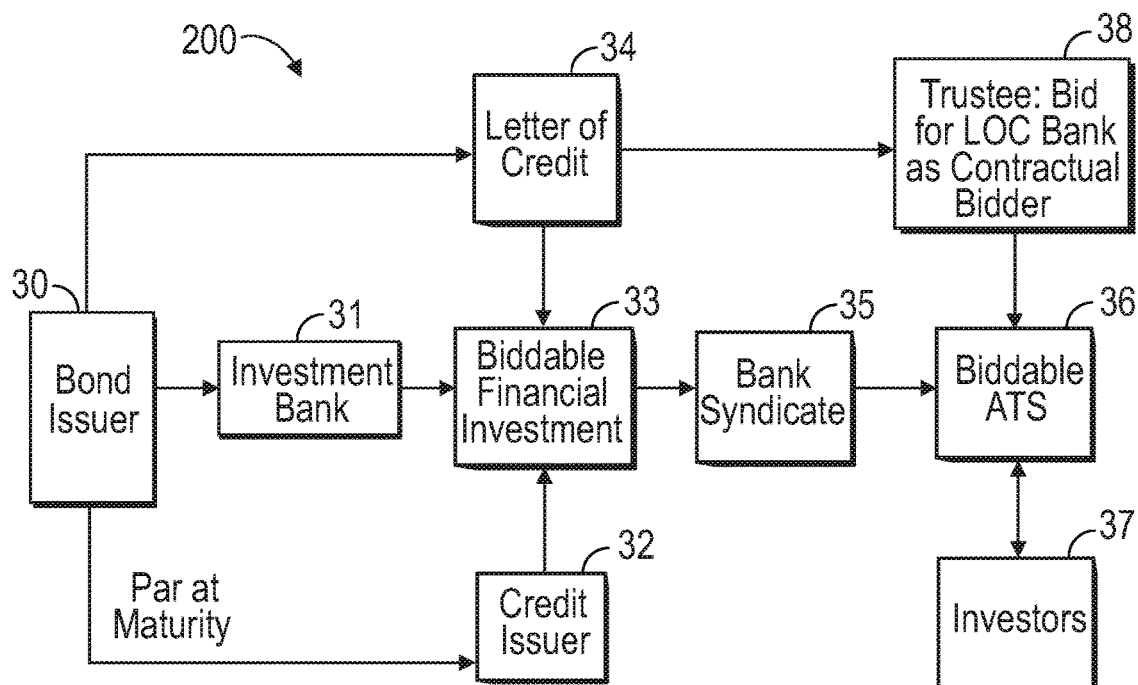 200
34
Letter of
Credit
38
Trustee: Bid
for LOC Bank
as Contractual
Bidder
30
Bond
Issuer
31
Investment
Bank
33
Biddable
Financial
Investment
35
Bank
Syndicate
36
Biddable
ATS
Par at
Maturity
32
Credit
Issuer
37
Investors